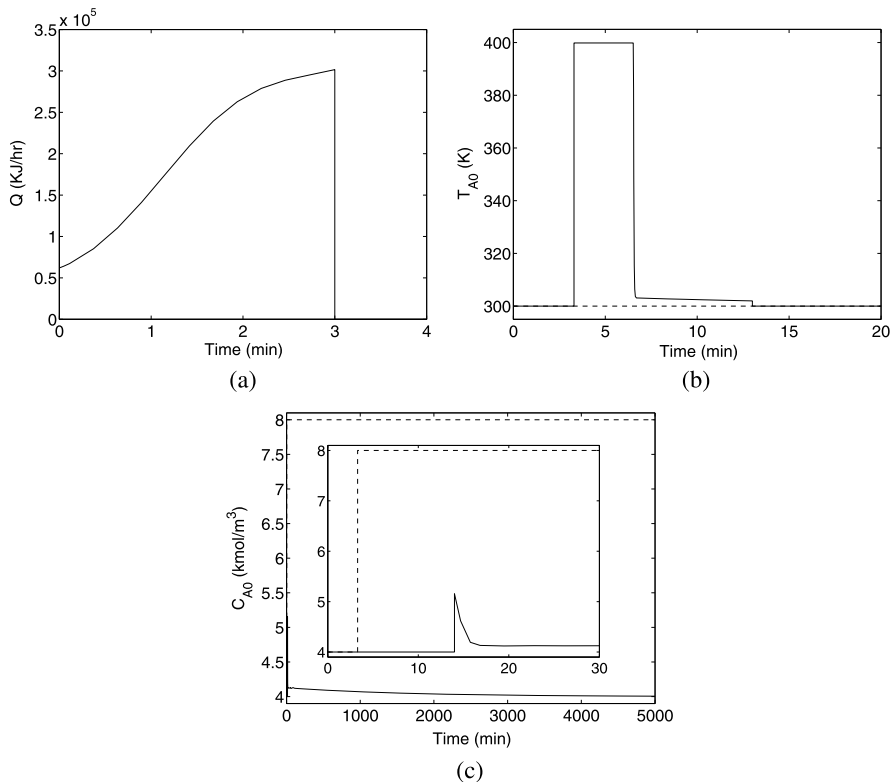 x 10^5
3.5
3
2.5
2
1.5
1
0.5
0
Q (KJ/hr)
0 1 2 3 4
Time (min)
(a)
400
380
360
340
320
300
T_A0 (K)
0 5 10 15 20
Time (min)
(b)
8
7.5
7
6.5
6
5.5
5
4.5
4
C_A0 (kmol/m^3)
8
7
6
5
4
0 10 20 30
0 1000 2000 3000 4000 5000
Time (min)
(c)